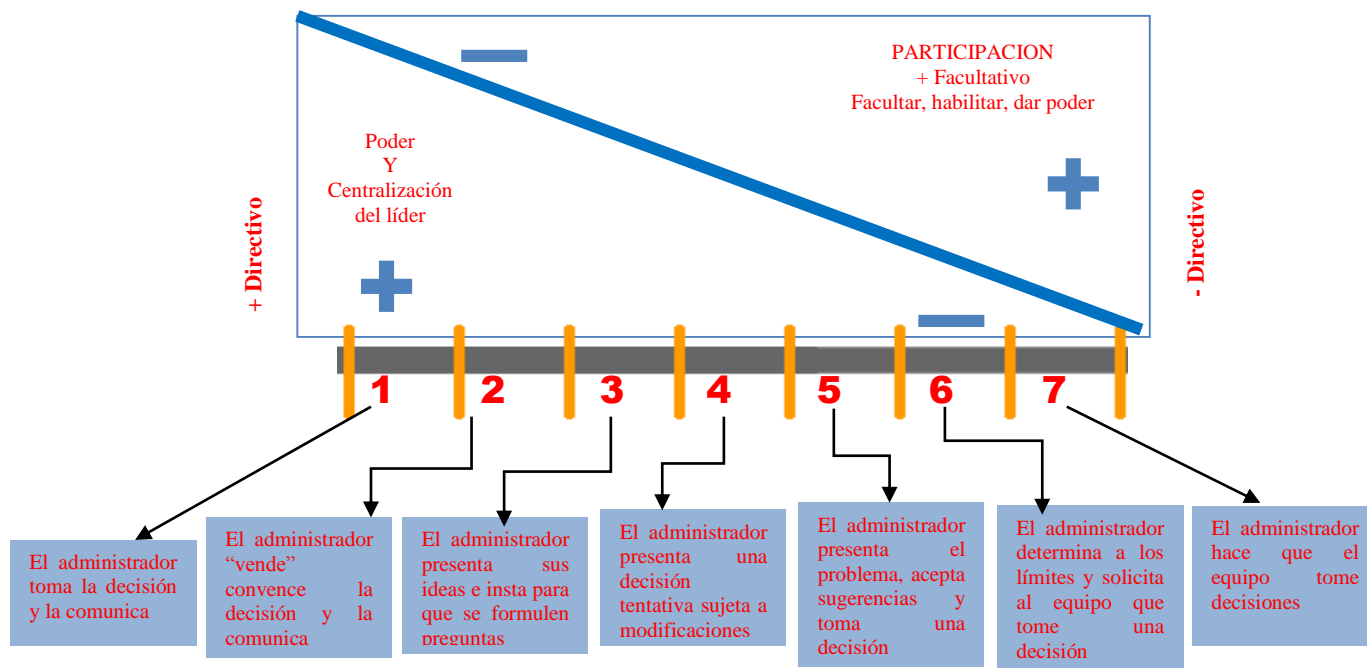 PARTICIPACION
+ Facultativo
Facultar, habilitar, dar poder
Poder
Y
Centralización
del líder
+ Directivo
- Directivo
1 2 3 4 5 6 7
El administrador
toma la decisión
y la comunica
El administrador
“vende”
convence la
decisión y la
comunica
El administrador
presenta sus
ideas e insta para
que se formulen
preguntas
El administrador
presenta una
decisión
tentativa sujeta a
modificaciones
El administrador
presenta el
problema, acepta
sugerencias y
toma una
decisión
El administrador
determina a los
límites y solicita
al equipo que
tome una
decisión
El administrador
hace que el
equipo tome
decisiones